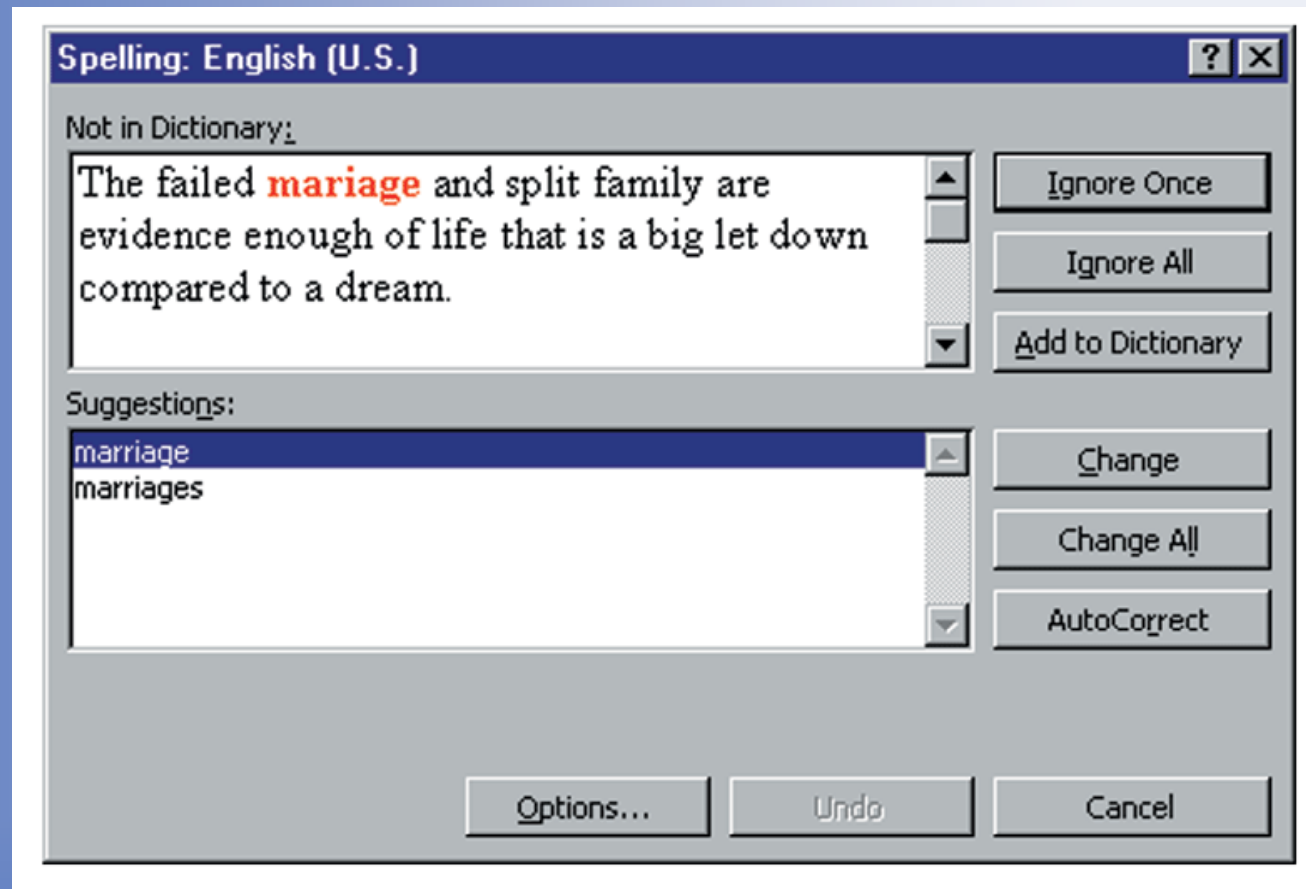 Spelling: English (U.S.)
Not in Dictionary:
The failed mariage and split family are
evidence enough of life that is a big let down
compared to a dream.
Ignore Once
Ignore All
Add to Dictionary
Suggestions:
marriage
marriages
Change
Change All
AutoCorrect
Options...
Undo
Cancel